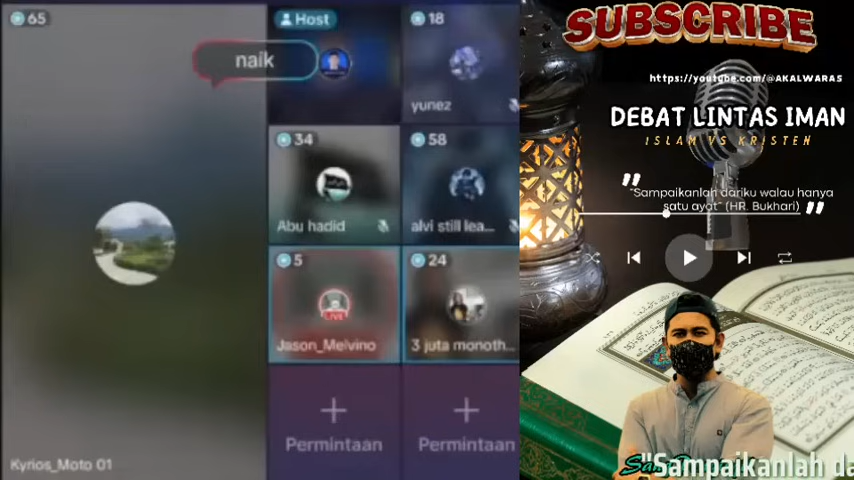 65
naik
Host
18
yunez
34
58
Abu hadid
alvi still lea...
5
24
LIVE
Jason_Melvino
3 juta monoth...
Permintaan
Permintaan
Kyrios_Moto 01
SUBSCRIBE
https://youtube.com/@AKALWARAS
DEBAT LINTAS IMAN
ISLAM VS KRISTEN
"Sampaikanlah dariku walau hanya
satu ayat" (HR. Bukhari)
"Sampaikanlah da